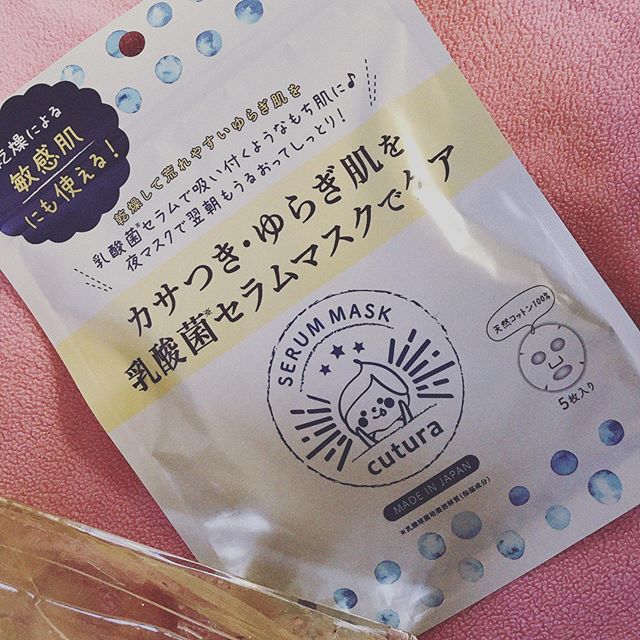 乾燥による
敏感肌
にも使える!
乾燥して荒れやすいゆらぎ肌を
乳酸菌※セラムで吸い付くようなもち肌に♪
夜マスクで翌朝もうるおってしっとり!
カサつき・ゆらぎ肌を
乳酸菌※セラムマスクでケア
SERUM MASK
cutura
天然コットン100%
5枚入り
MADE IN JAPAN